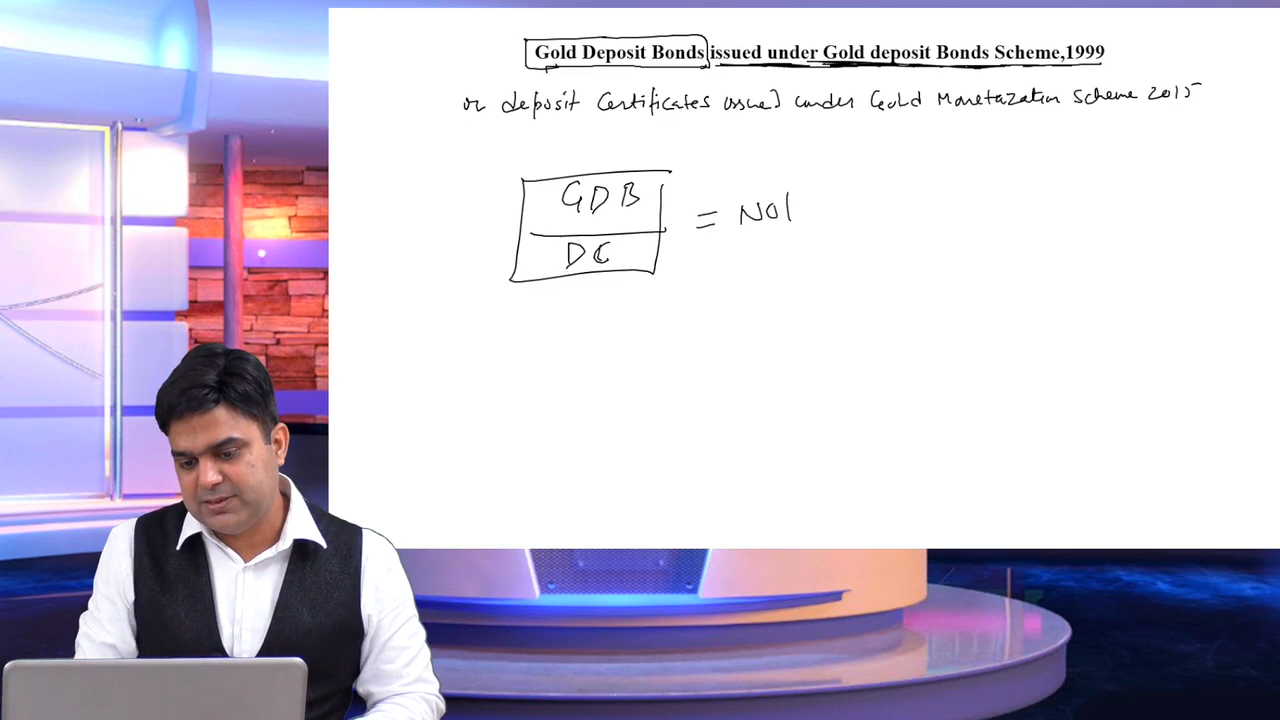 Gold Deposit Bonds issued under Gold deposit Bonds Scheme,1999
or deposit Certificates issued under Gold Monetazation Scheme 2015
GDB
DC
= NOT